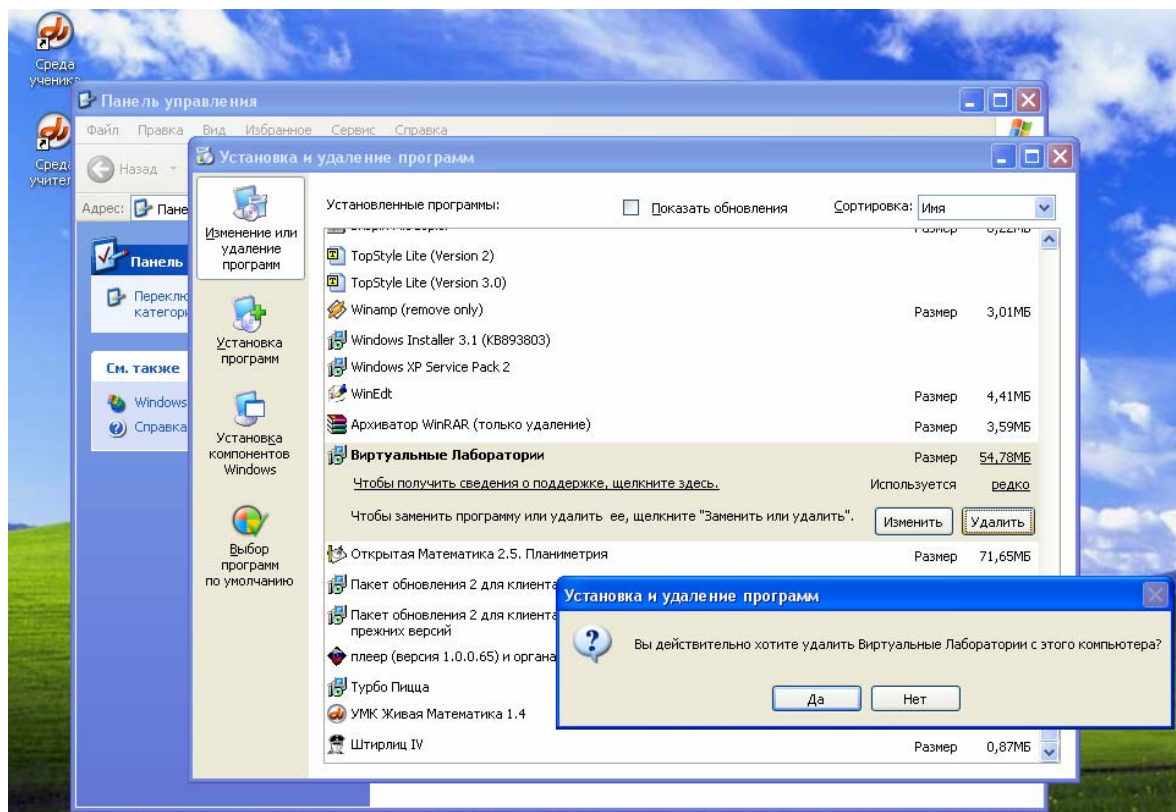 Среда
ученик
Среда
учител
Панель управления
Файл Правка Вид Избранное Сервис Справка
Назад
Адрес: Пане
Панель
Переклю
категор
См. также
Windows
Справка
Установка и удаление программ
Изменение или
удаление
программ
Установка
программ
Установка
компонентов
Windows
Выбор
программ
по умолчанию
Установленные программы: Показать обновления Сортировка: Имя
TopStyle Lite (Version 2)
TopStyle Lite (Version 3.0)
Winamp (remove only) Размер 3,01МБ
Windows Installer 3.1 (KB893803)
Windows XP Service Pack 2
WinEdt Размер 4,41МБ
Архиватор WinRAR (только удаление) Размер 3,59МБ
Виртуальные Лаборатории Размер 54,78МБ
Чтобы получить сведения о поддержке, щелкните здесь. Используется редко
Чтобы заменить программу или удалить ее, щелкните "Заменить или удалить". Изменить Удалить
Открытая Математика 2.5. Планиметрия Размер 71,65МБ
Пакет обновления 2 для клиента
Пакет обновления 2 для клиента
прежних версий
плеер (версия 1.0.0.65) и органа
Турбо Пицца
УМК Живая Математика 1.4
Штирлиц IV Размер 0,87МБ
Установка и удаление программ
Вы действительно хотите удалить Виртуальные Лаборатории с этого компьютера?
Да Нет